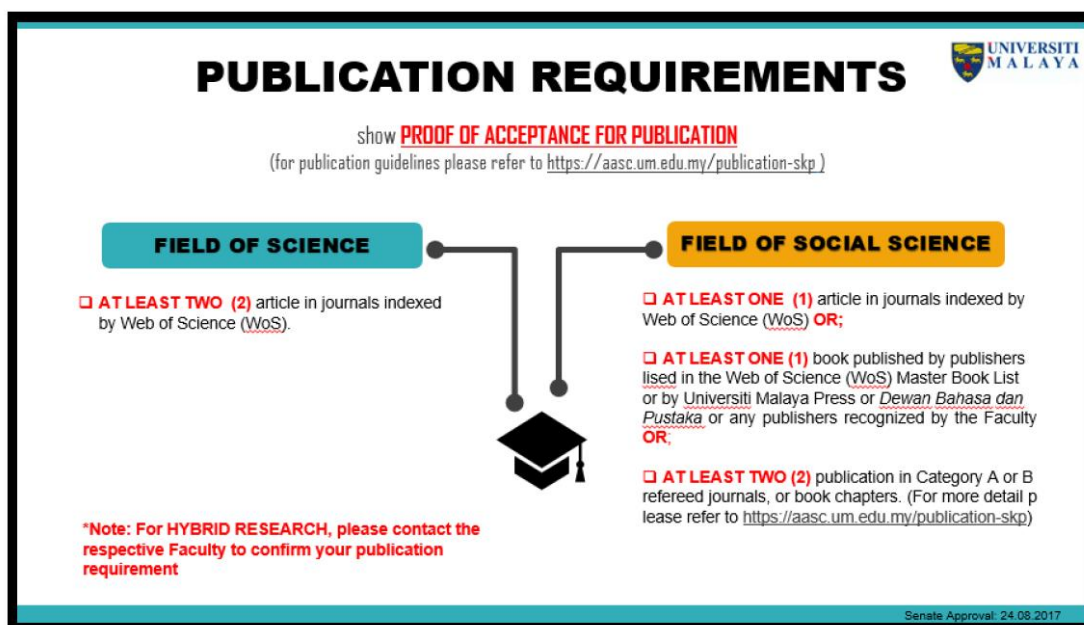 UNIVERSITI
MALAYA
PUBLICATION REQUIREMENTS
show PROOF OF ACCEPTANCE FOR PUBLICATION
(for publication guidelines please refer to https://aasc.um.edu.my/publication-skp )
FIELD OF SCIENCE
❑ AT LEAST TWO (2) article in journals indexed
by Web of Science (WoS).
*Note: For HYBRID RESEARCH, please contact the
respective Faculty to confirm your publication
requirement
FIELD OF SOCIAL SCIENCE
❑ AT LEAST ONE (1) article in journals indexed by
Web of Science (WoS) OR;
❑ AT LEAST ONE (1) book published by publishers
lised in the Web of Science (WoS) Master Book List
or by Universiti Malaya Press or Dewan Bahasa dan
Pustaka or any publishers recognized by the Faculty
OR;
❑ AT LEAST TWO (2) publication in Category A or B
refereed journals, or book chapters. (For more detail p
lease refer to https://aasc.um.edu.my/publication-skp)
Senate Approval: 24.08.2017